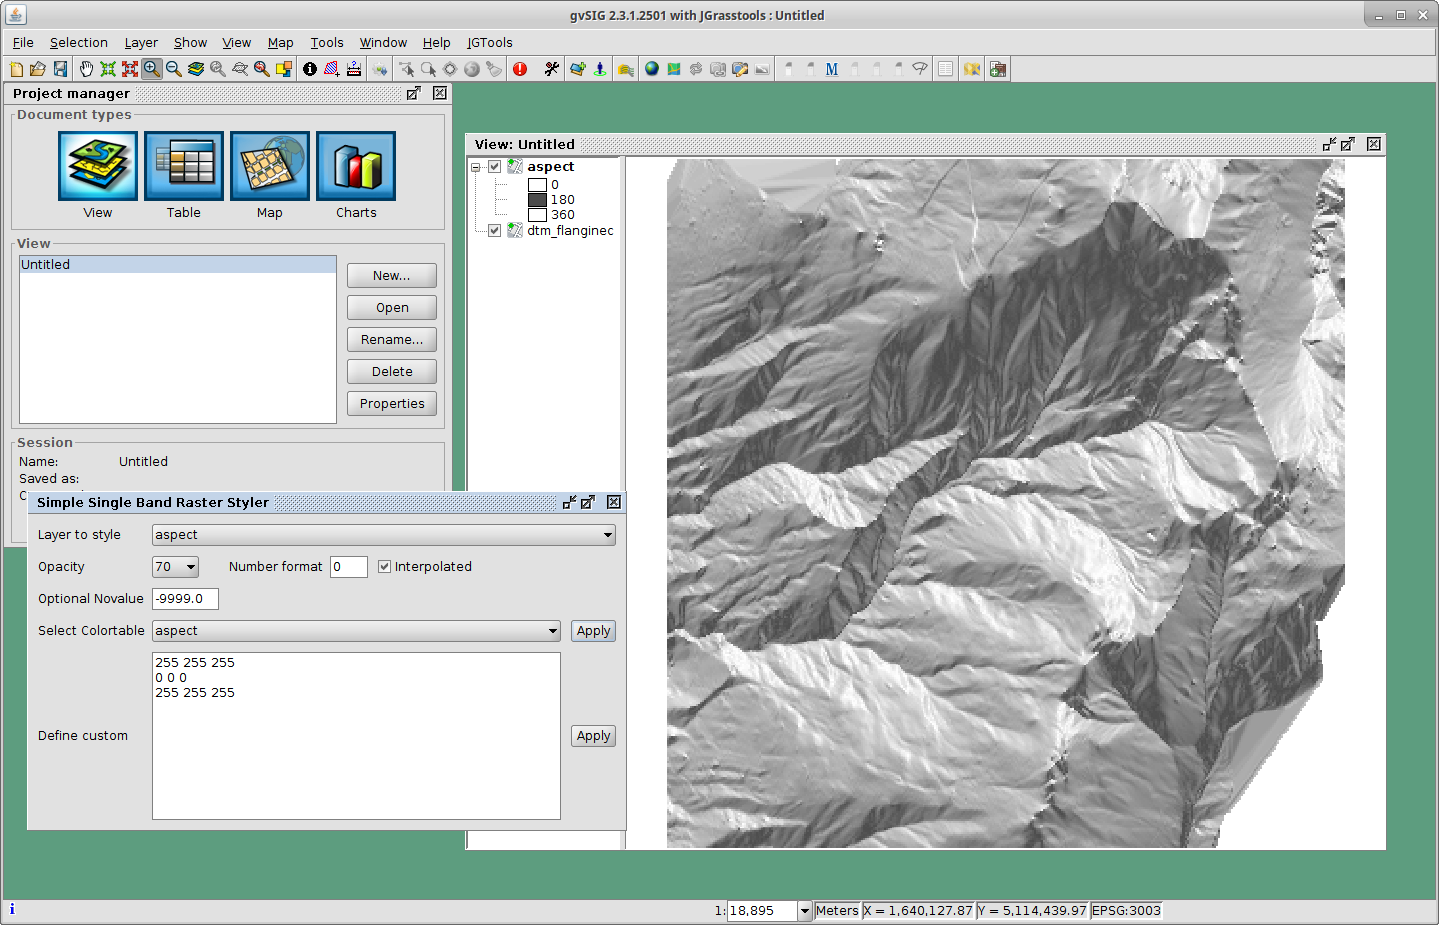 gvSIG 2.3.1.2501 with JGrasstools : Untitled
File Selection Layer Show View Map Tools Window Help JGTools
M
Project manager
Document types
View Table Map Charts
View
Untitled
New...
Open
Rename...
Delete
Properties
Session
Name: Untitled
Saved as:
View: Untitled
aspect
0
180
360
dtm_flanginec
Simple Single Band Raster Styler
Layer to style aspect
Opacity 70 Number format 0 Interpolated
Optional Novalue -9999.0
Select Colortable aspect Apply
255 255 255
0 0 0
255 255 255
Define custom Apply
1: 18,895 Meters X = 1,640,127.87 Y = 5,114,439.97 EPSG:3003